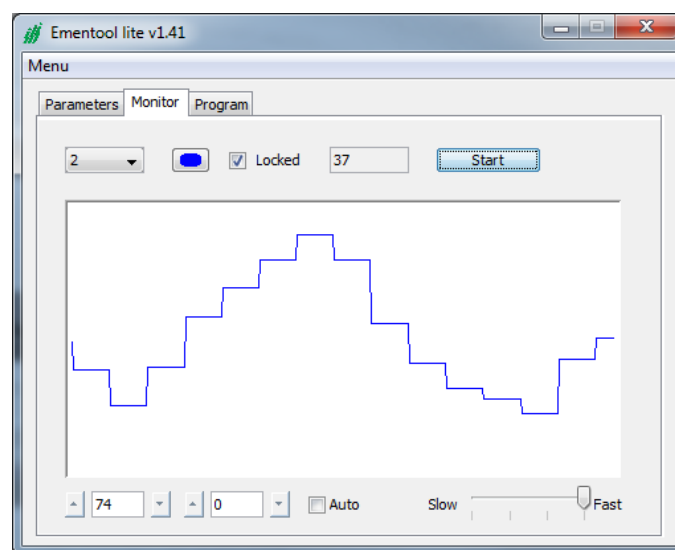 Ementool lite v1.41
Menu
Parameters Monitor Program
2 Locked 37 Start
74 0 Auto Slow Fast